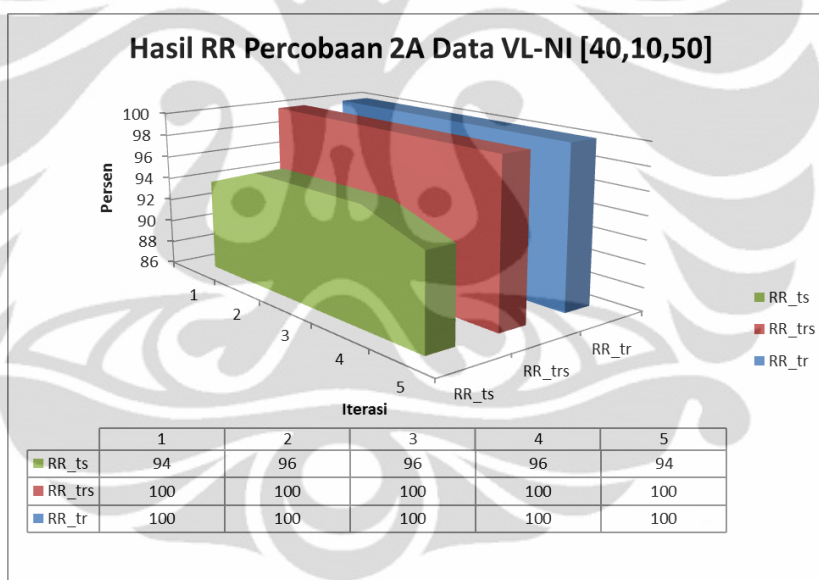 Hasil RR Percobaan 2A Data VL-NI [40,10,50]
100
98
96
94
92
90
88
86
Persen
1
2
3
4
5
Iterasi
RR_ts
RR_trs
RR_tr
RR_ts
RR_trs
RR_tr
1 2 3 4 5
RR_ts 94 96 96 96 94
RR_trs 100 100 100 100 100
RR_tr 100 100 100 100 100